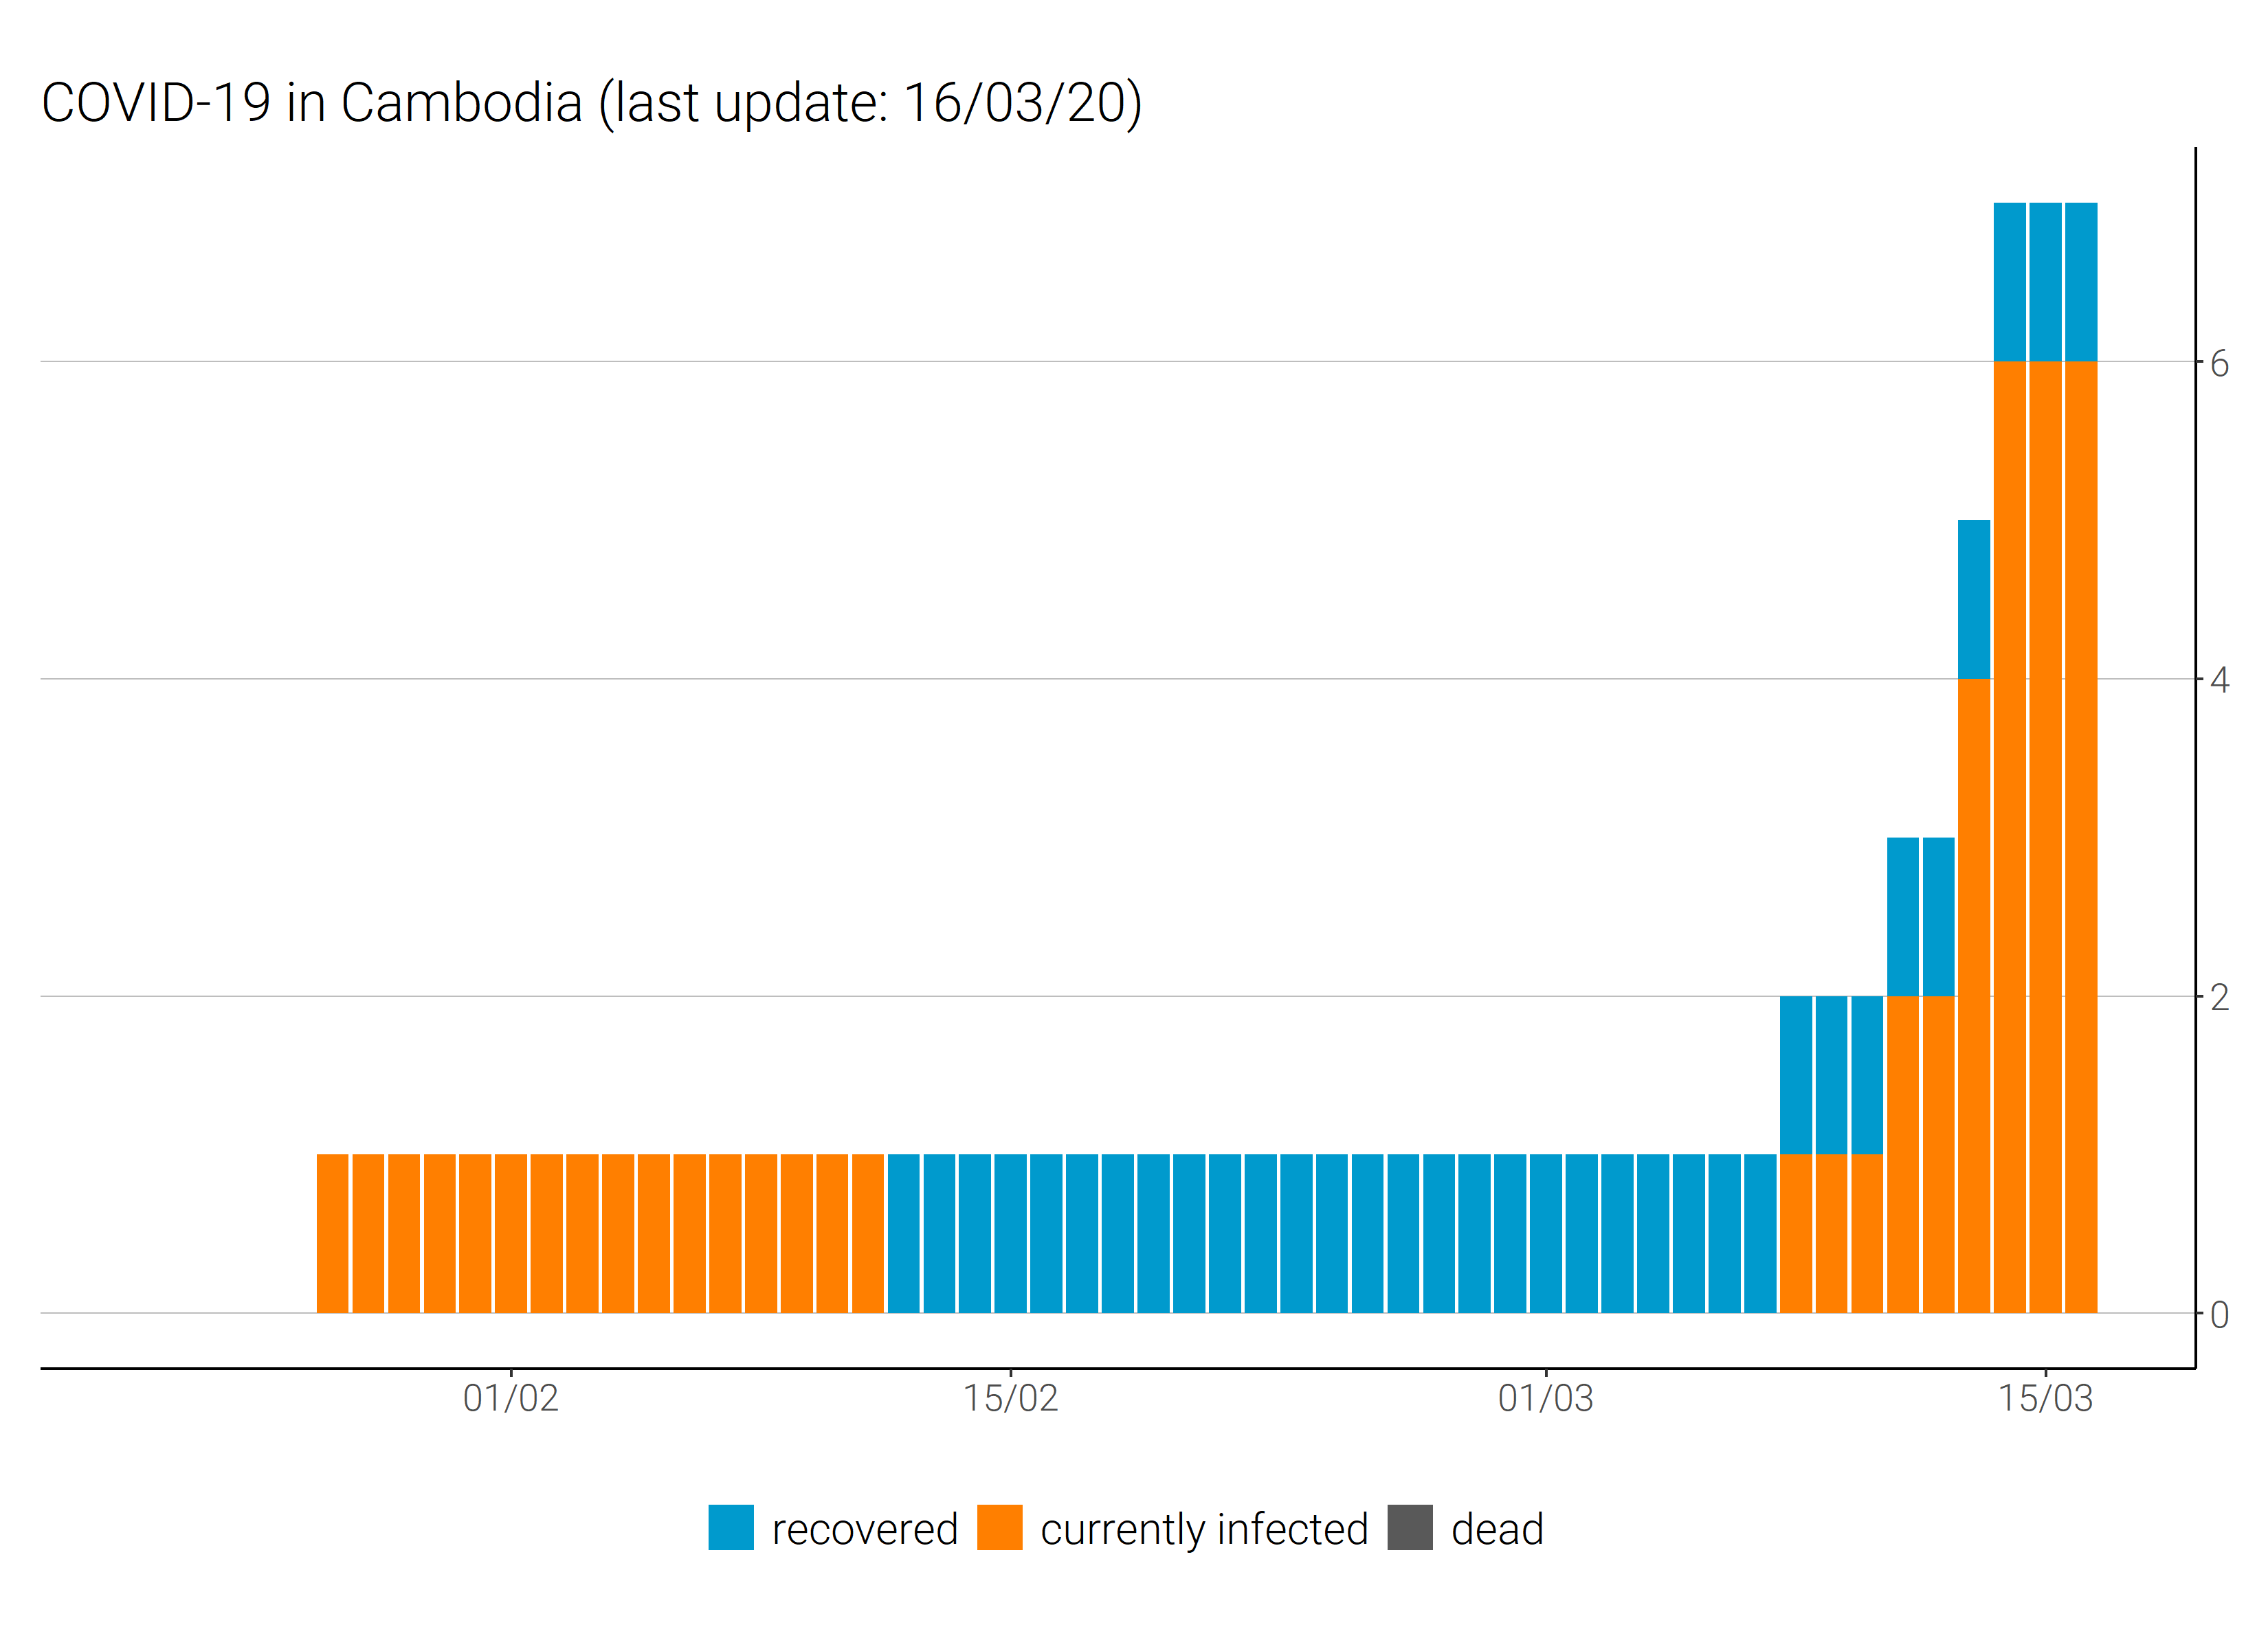 COVID-19 in Cambodia (last update: 16/03/20)
6
4
2
0
01/02 15/02 01/03 15/03
recovered currently infected dead